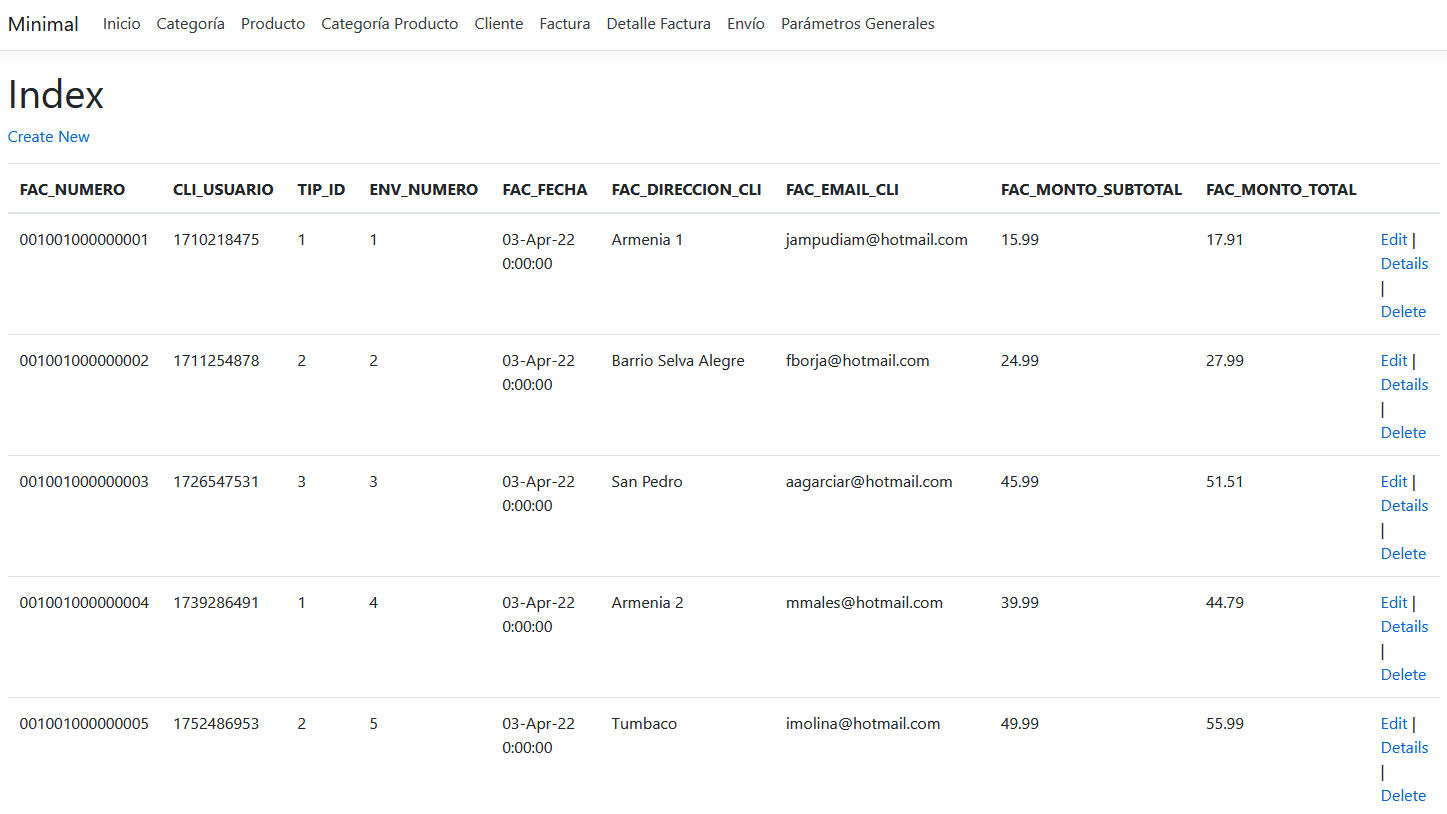 Minimal Inicio Categoría Producto Categoría Producto Cliente Factura Detalle Factura Envío Parámetros Generales
Index
Create New
FAC_NUMERO CLI_USUARIO TIP_ID ENV_NUMERO FAC_FECHA FAC_DIRECCION_CLI FAC_EMAIL_CLI FAC_MONTO_SUBTOTAL FAC_MONTO_TOTAL
001001000000001 1710218475 1 1 03-Apr-22 Armenia 1 jampudiam@hotmail.com 15.99 17.91 Edit |
0:00:00 Details
|
Delete
001001000000002 1711254878 2 2 03-Apr-22 Barrio Selva Alegre fborja@hotmail.com 24.99 27.99 Edit |
0:00:00 Details
|
Delete
001001000000003 1726547531 3 3 03-Apr-22 San Pedro aagarciar@hotmail.com 45.99 51.51 Edit |
0:00:00 Details
|
Delete
001001000000004 1739286491 1 4 03-Apr-22 Armenia 2 mmales@hotmail.com 39.99 44.79 Edit |
0:00:00 Details
|
Delete
001001000000005 1752486953 2 5 03-Apr-22 Tumbaco imolina@hotmail.com 49.99 55.99 Edit |
0:00:00 Details
|
Delete